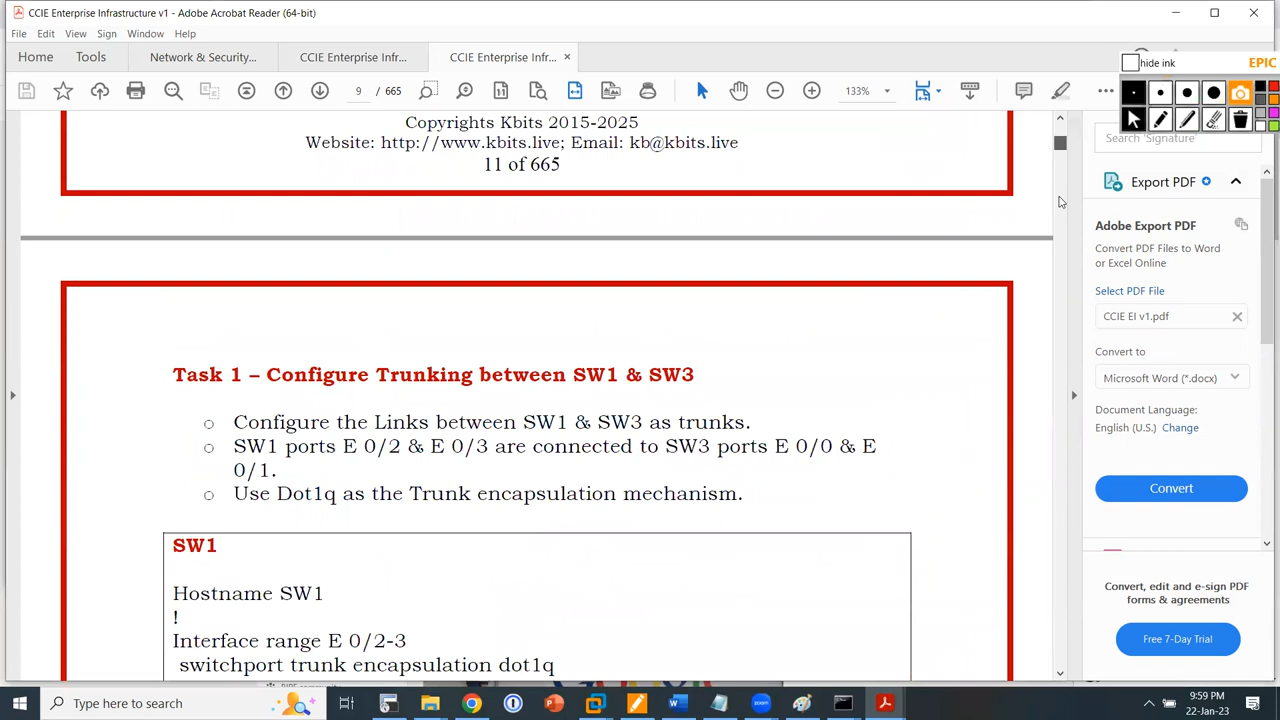 CCIE Enterprise Infrastructure v1 - Adobe Acrobat Reader (64-bit)
File Edit View Sign Window Help
Home Tools Network & Security... CCIE Enterprise Infr... CCIE Enterprise Infr... ×
hide ink EPIC
9 / 665 133%
Search 'Signature'
Copyrights Kbits 2015-2025
Website: http://www.kbits.live; Email: kb@kbits.live
11 of 665
Task 1 – Configure Trunking between SW1 & SW3
o Configure the Links between SW1 & SW3 as trunks.
o SW1 ports E 0/2 & E 0/3 are connected to SW3 ports E 0/0 & E
0/1.
o Use Dot1q as the Trunk encapsulation mechanism.
SW1
Hostname SW1
!
Interface range E 0/2-3
switchport trunk encapsulation dot1q
Export PDF
Adobe Export PDF
Convert PDF Files to Word
or Excel Online
Select PDF File
CCIE EI v1.pdf
Convert to
Microsoft Word (*.docx)
Document Language:
English (U.S.) Change
Convert
Convert, edit and e-sign PDF
forms & agreements
Free 7-Day Trial
Type here to search
9:59 PM
22-Jan-23